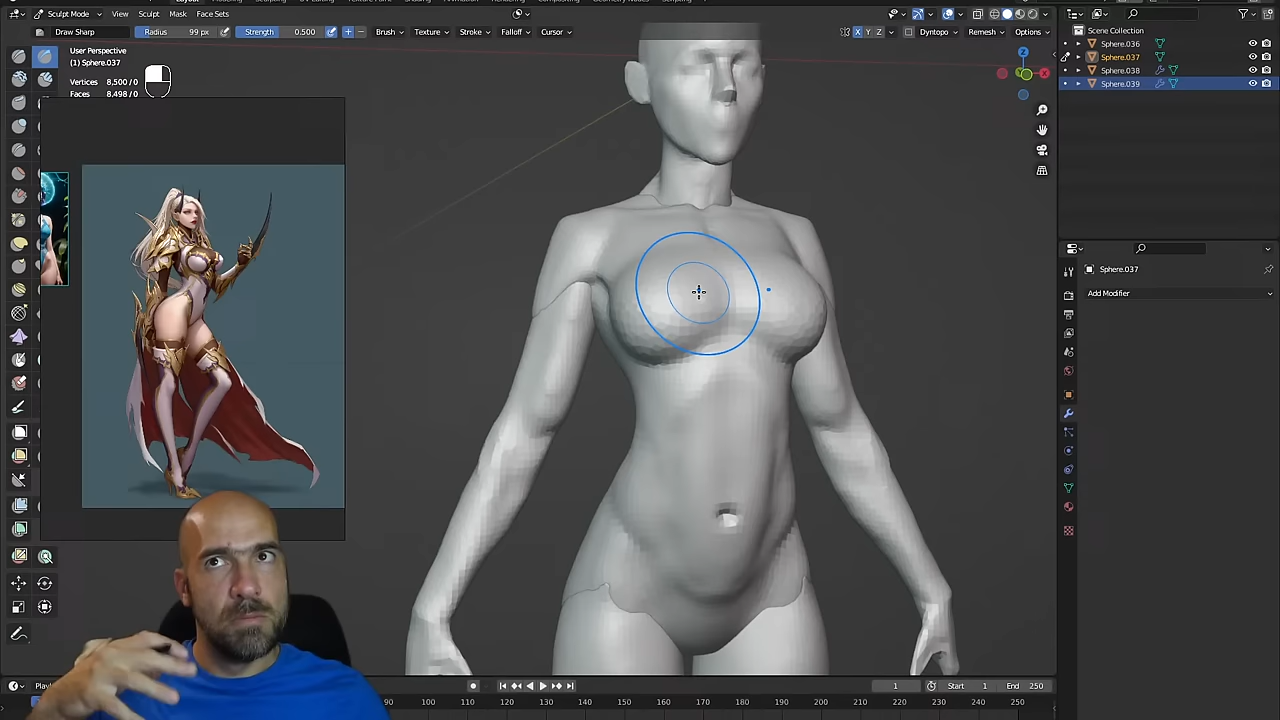 Layout
Sculpt Mode View Sculpt Mask Face Sets
Draw Sharp Radius 99 px Strength 0.500 Brush Texture Stroke Falloff Cursor X Y Z Dyntopo Remesh Options
User Perspective
(1) Sphere.037
Vertices 8.500/0
Faces 8.498/0
Z
X
Scene Collection
Sphere.036
Sphere.037
Sphere.038
Sphere.039
Sphere.037
Add Modifier
1 Start 1 End 250
90 100 110 120 130 140 150 160 170 180 190 200 210 220 230 240 250